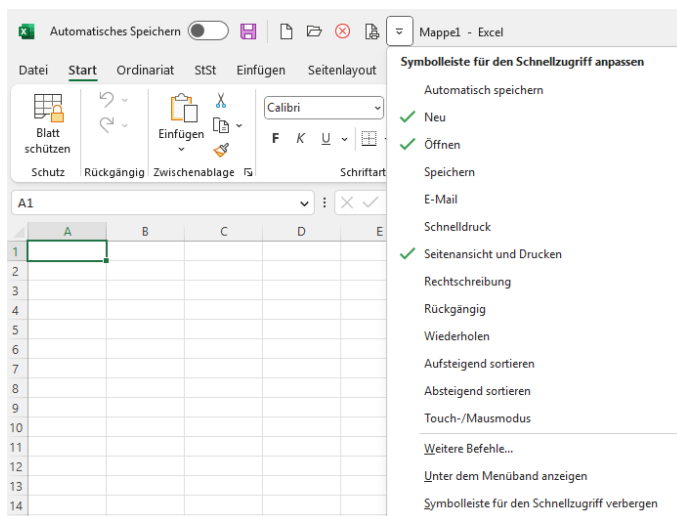 Automatisches Speichern
Mappe1 - Excel
Datei Start Ordinariat StSt Einfügen Seitenlayout
Symbolleiste für den Schnellzugriff anpassen
Automatisch speichern
Neu
Öffnen
Speichern
E-Mail
Schnelldruck
Seitenansicht und Drucken
Rechtschreibung
Rückgängig
Wiederholen
Aufsteigend sortieren
Absteigend sortieren
Touch-/Mausmodus
Weitere Befehle...
Unter dem Menüband anzeigen
Symbolleiste für den Schnellzugriff verbergen
Blatt
schützen
Einfügen
Calibri
F K U
Schutz Rückgängig Zwischenablage Schriftart
A1
A B C D E
1
2
3
4
5
6
7
8
9
10
11
12
13
14